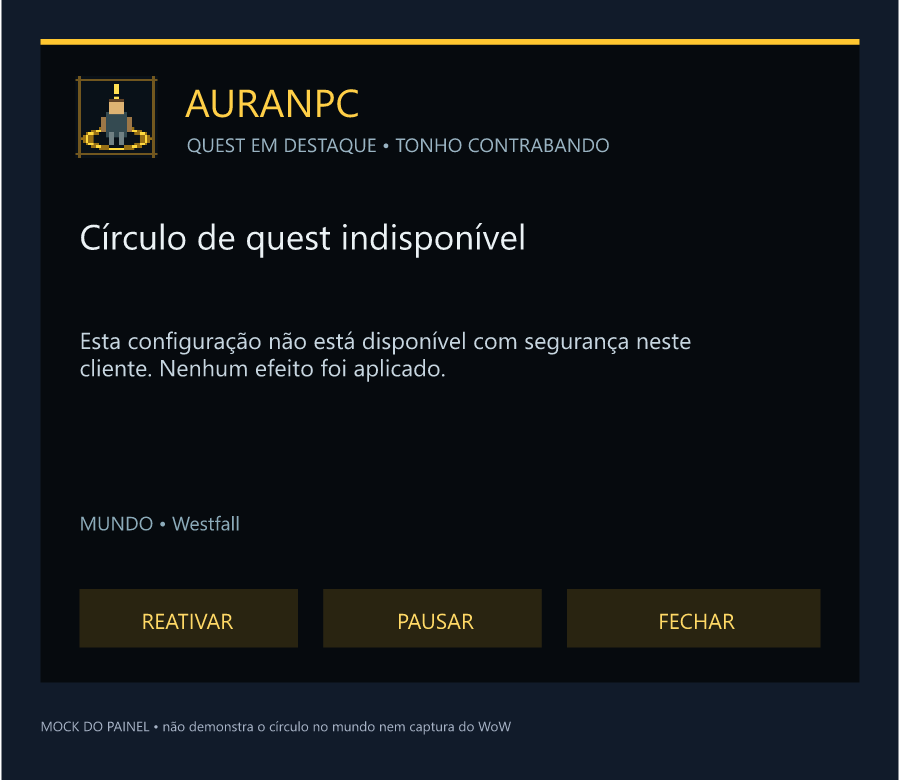 AURANPC
QUEST EM DESTAQUE • TONHO CONTRABANDO
Círculo de quest indisponível
Esta configuração não está disponível com segurança neste
cliente. Nenhum efeito foi aplicado.
MUNDO • Westfall
REATIVAR
PAUSAR
FECHAR
MOCK DO PAINEL • não demonstra o círculo no mundo nem captura do WoW